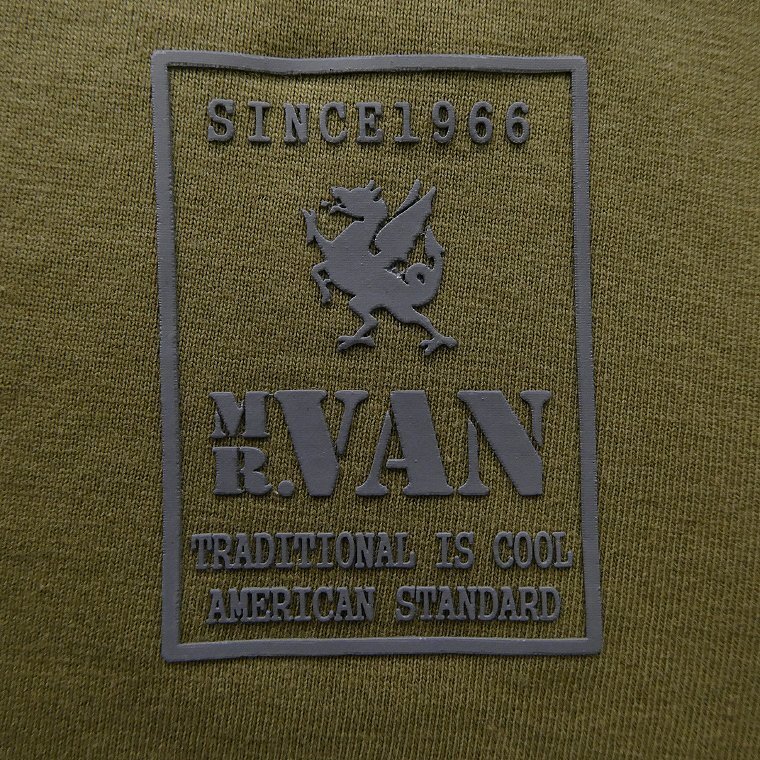 SINCE1966
MR.VAN
TRADITIONAL IS COOL
AMERICAN STANDARD